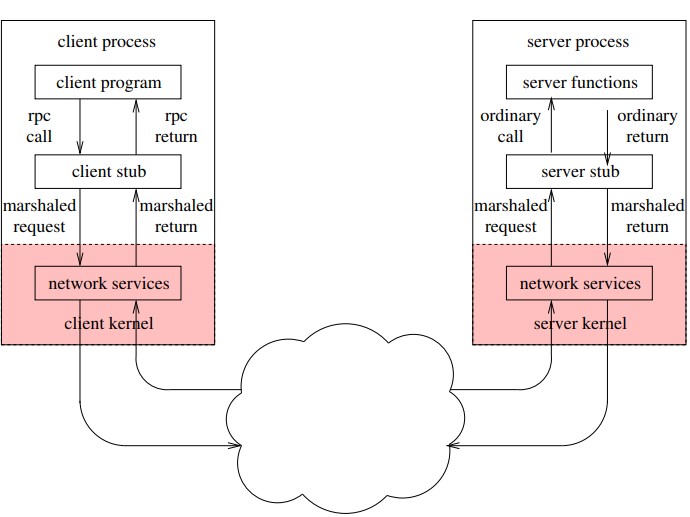 client process
client program
rpc
call
rpc
return
client stub
marshaled
request
marshaled
return
network services
client kernel
server process
server functions
ordinary
call
ordinary
return
server stub
marshaled
request
marshaled
return
network services
server kernel